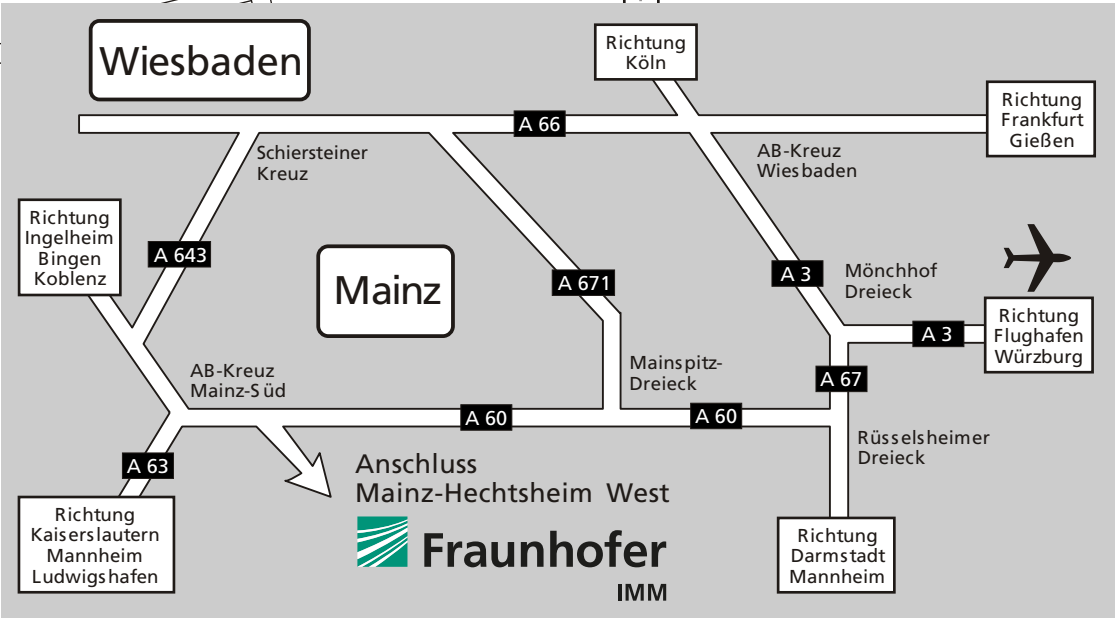 Wiesbaden
Richtung
Köln
A 66
Richtung
Frankfurt
Gießen
Schiersteiner
Kreuz
AB-Kreuz
Wiesbaden
Richtung
Ingelheim
Bingen
Koblenz
A 643
Mainz
A 671
A 3
Mönchhof
Dreieck
Richtung
Flughafen
Würzburg
A 3
AB-Kreuz
Mainz-Süd
Mainspitz-
Dreieck
A 67
A 60
A 60
A 63
Rüsselsheimer
Dreieck
Anschluss
Mainz-Hechtsheim West
Richtung
Kaiserslautern
Mannheim
Ludwigshafen
Fraunhofer
IMM
Richtung
Darmstadt
Mannheim